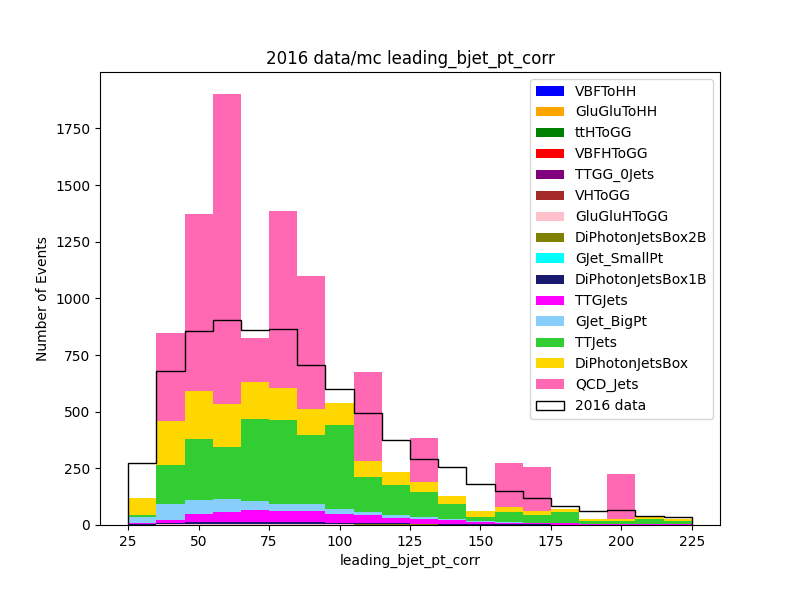 2016 data/mc leading_bjet_pt_corr
Number of Events
1750
1500
1250
1000
750
500
250
0
25
50
75
100
125
150
175
200
225
leading_bjet_pt_corr
VBFToHH
GluGluToHH
ttHToGG
VBFHToGG
TTGG_0Jets
VHToGG
GluGluHToGG
DiPhotonJetsBox2B
GJet_SmallPt
DiPhotonJetsBox1B
TTGJets
GJet_BigPt
TTJets
DiPhotonJetsBox
QCD_Jets
2016 data